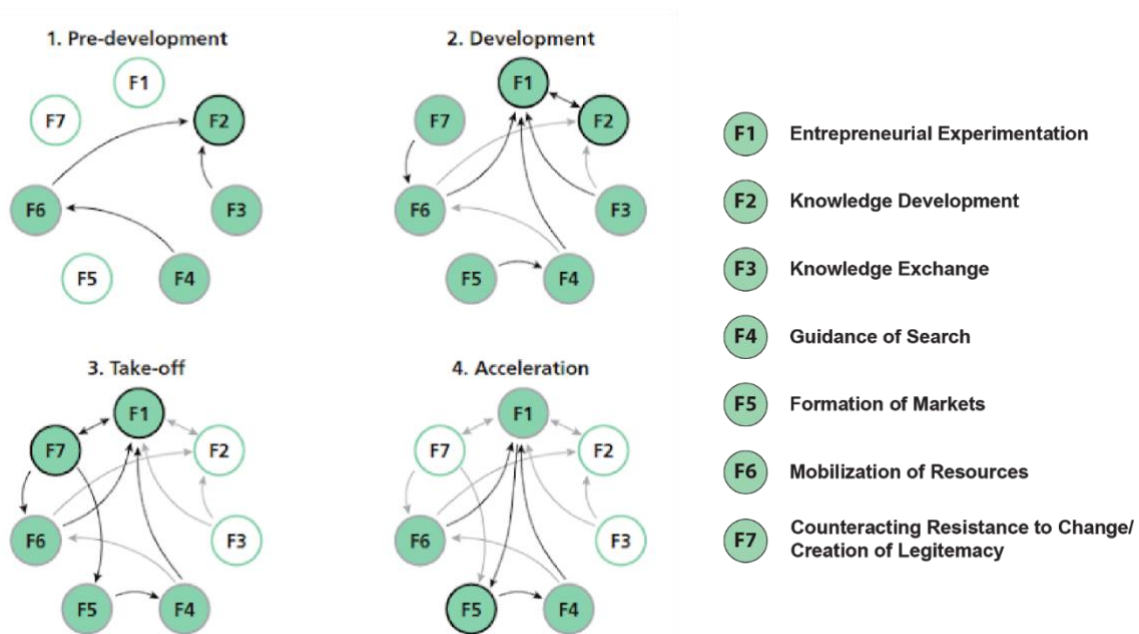 1. Pre-development
F1
F7
F2
F6
F3
F5
F4
2. Development
F1
F7
F2
F6
F3
F5
F4
3. Take-off
F1
F7
F2
F6
F3
F5
F4
4. Acceleration
F1
F7
F2
F6
F3
F5
F4
F1 Entrepreneurial Experimentation
F2 Knowledge Development
F3 Knowledge Exchange
F4 Guidance of Search
F5 Formation of Markets
F6 Mobilization of Resources
F7 Counteracting Resistance to Change/
Creation of Legitemacy